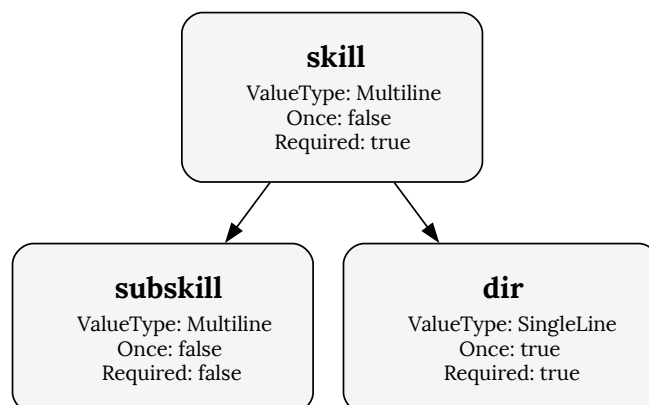 skill
ValueType: Multiline
Once: false
Required: true
subskill
ValueType: Multiline
Once: false
Required: false
dir
ValueType: SingleLine
Once: true
Required: true